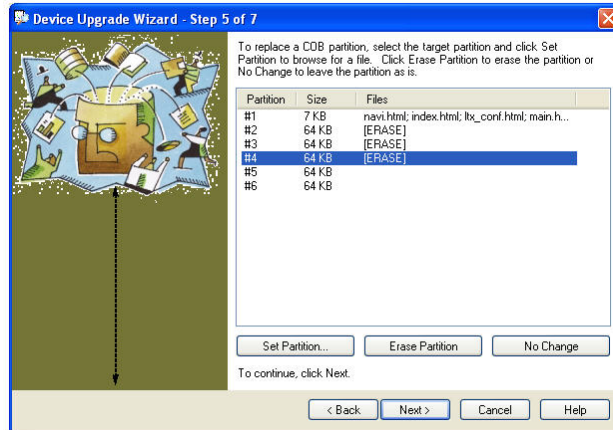 Device Upgrade Wizard - Step 5 of 7
To replace a COB partition, select the target partition and click Set
Partition to browse for a file. Click Erase Partition to erase the partition or
No Change to leave the partition as is.
Partition Size Files
#1 7 KB navi.html; index.html; ltx_conf.html; main.h...
#2 64 KB [ERASE]
#3 64 KB [ERASE]
#4 64 KB [ERASE]
#5 64 KB
#6 64 KB
Set Partition... Erase Partition No Change
To continue, click Next.
< Back Next > Cancel Help